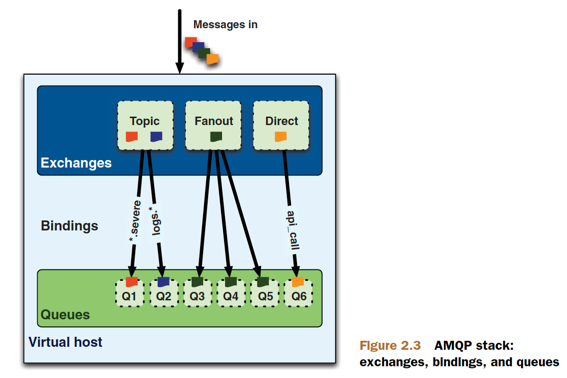 Messages in
Topic
Fanout
Direct
Exchanges
*.severe
logs.*
api_call
Bindings
Q1
Q2
Q3
Q4
Q5
Q6
Queues
Virtual host
Figure 2.3 AMQP stack:
exchanges, bindings, and queues